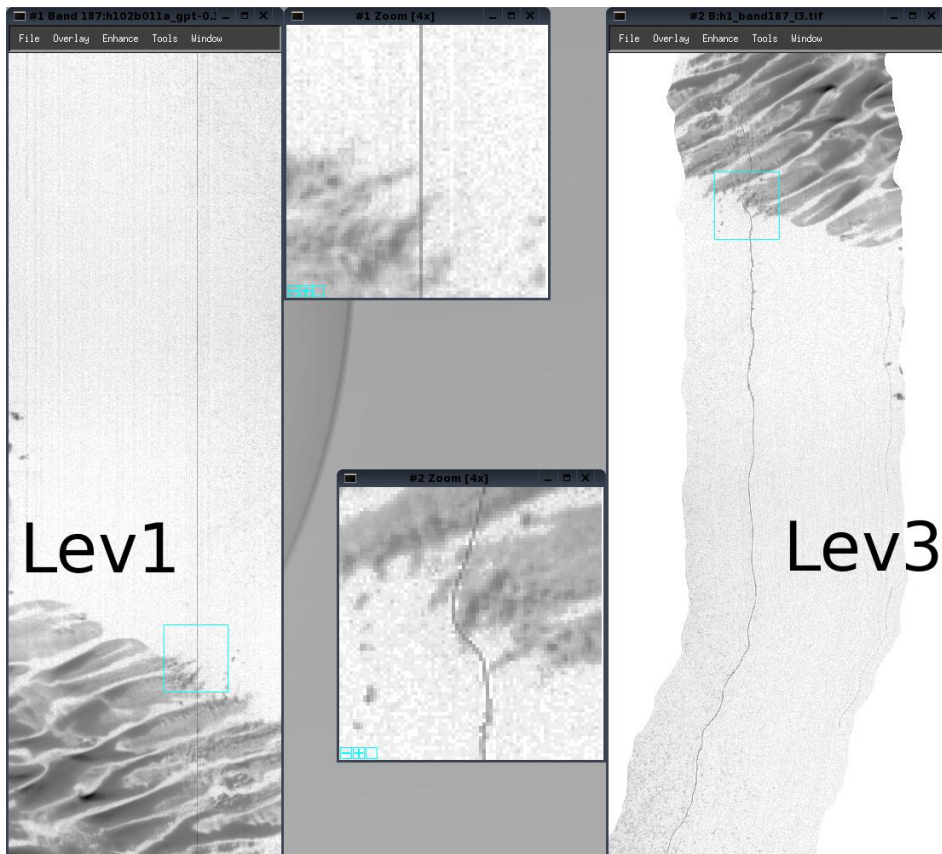 #1 Band 187:h102b011a_gpt-0.
File Overlay Enhance Tools Window
Lev1
#1 Zoom [4x]
#2 Zoom [4x]
#2 B:h1_band187_l3.tif
File Overlay Enhance Tools Window
Lev3